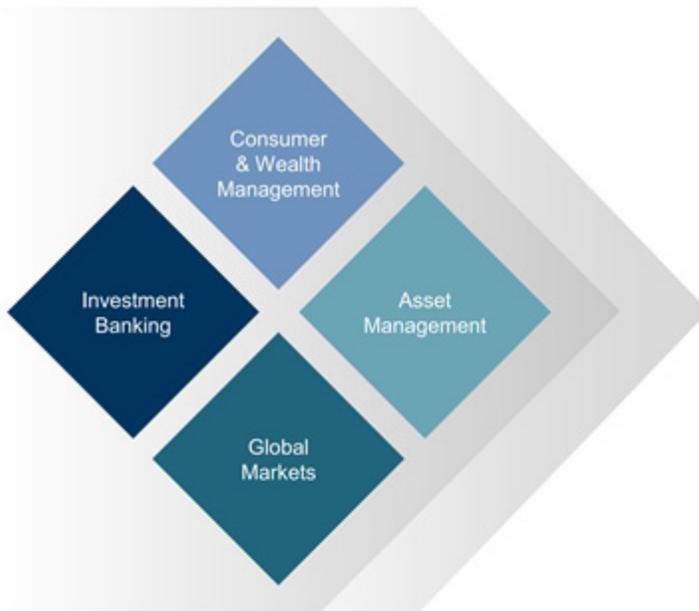 Consumer
& Wealth
Management
Investment
Banking
Asset
Management
Global
Markets